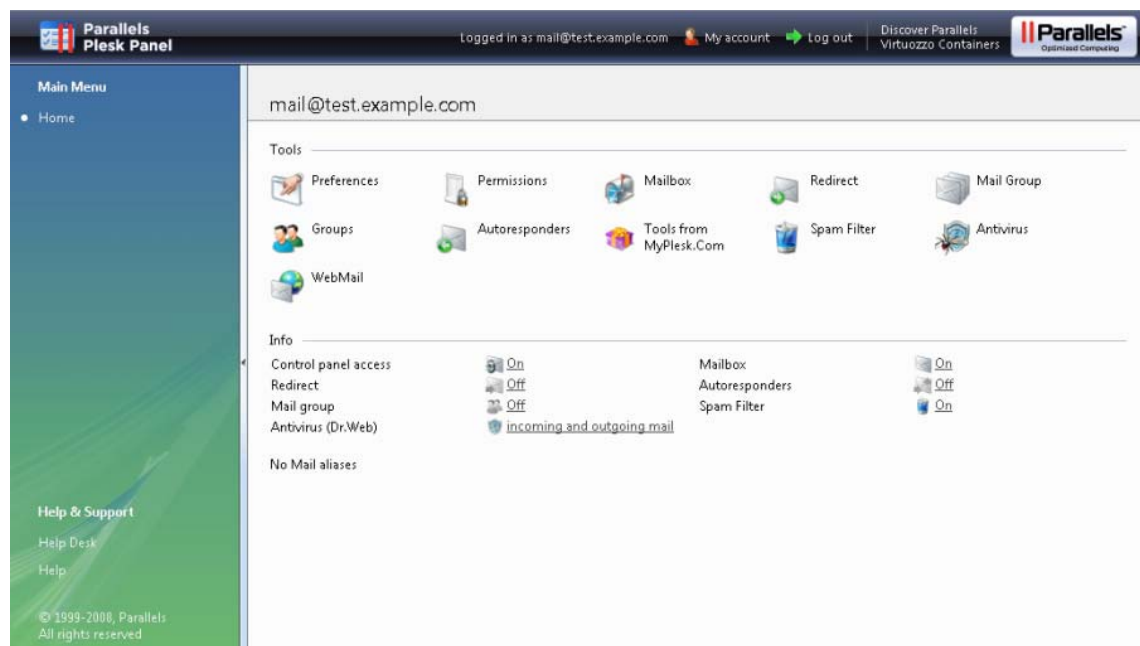 Parallels
Plesk Panel
Logged in as mail@test.example.com My account Log out
Discover Parallels
Virtuozzo Containers
Parallels
Optimized Computing
Main Menu
Home
mail@test.example.com
Tools
Preferences Permissions Mailbox Redirect Mail Group
Groups Autoresponders Tools from MyPlesk.Com Spam Filter Antivirus
WebMail
Info
Control panel access On Mailbox On
Redirect Off Autoresponders Off
Mail group Off Spam Filter On
Antivirus (Dr.Web) incoming and outgoing mail
No Mail aliases
Help & Support
Help Desk
Help
© 1999-2008, Parallels
All rights reserved